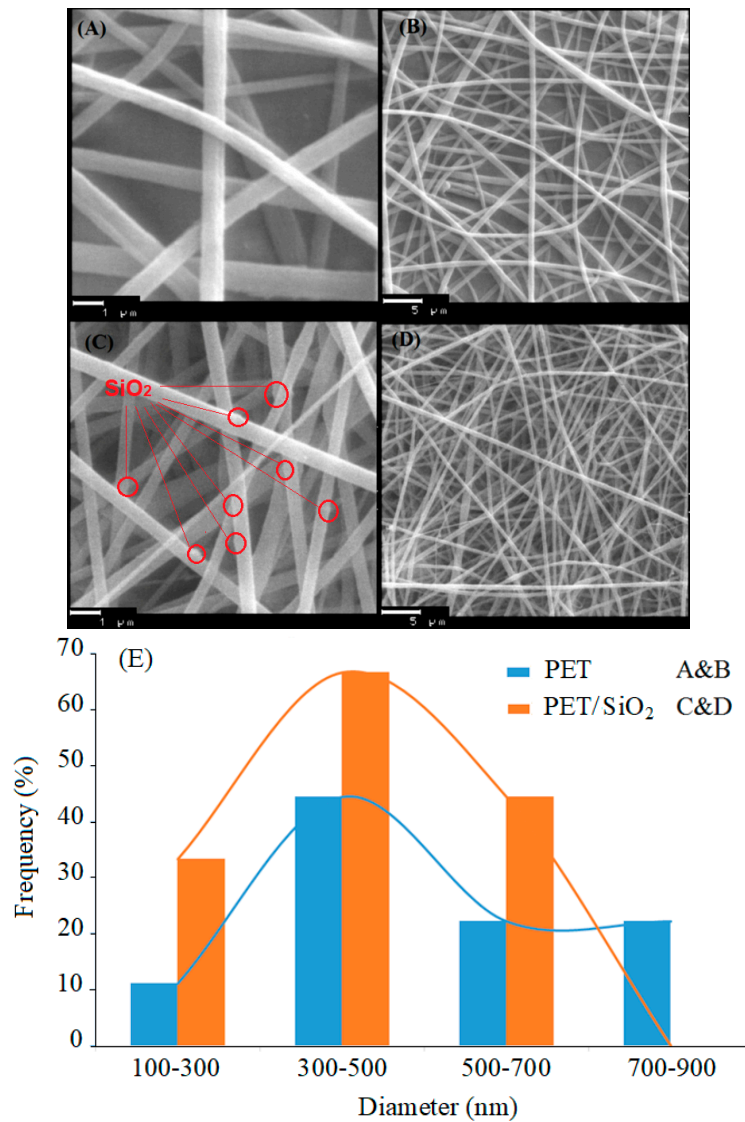 (A)
(B)
1 µm
5 µm
(C)
(D)
SiO₂
1 µm
5 µm
(E)
PET A&B
PET/SiO₂ C&D
70
60
50
40
30
20
10
0
Frequency (%)
100-300 300-500 500-700 700-900
Diameter (nm)